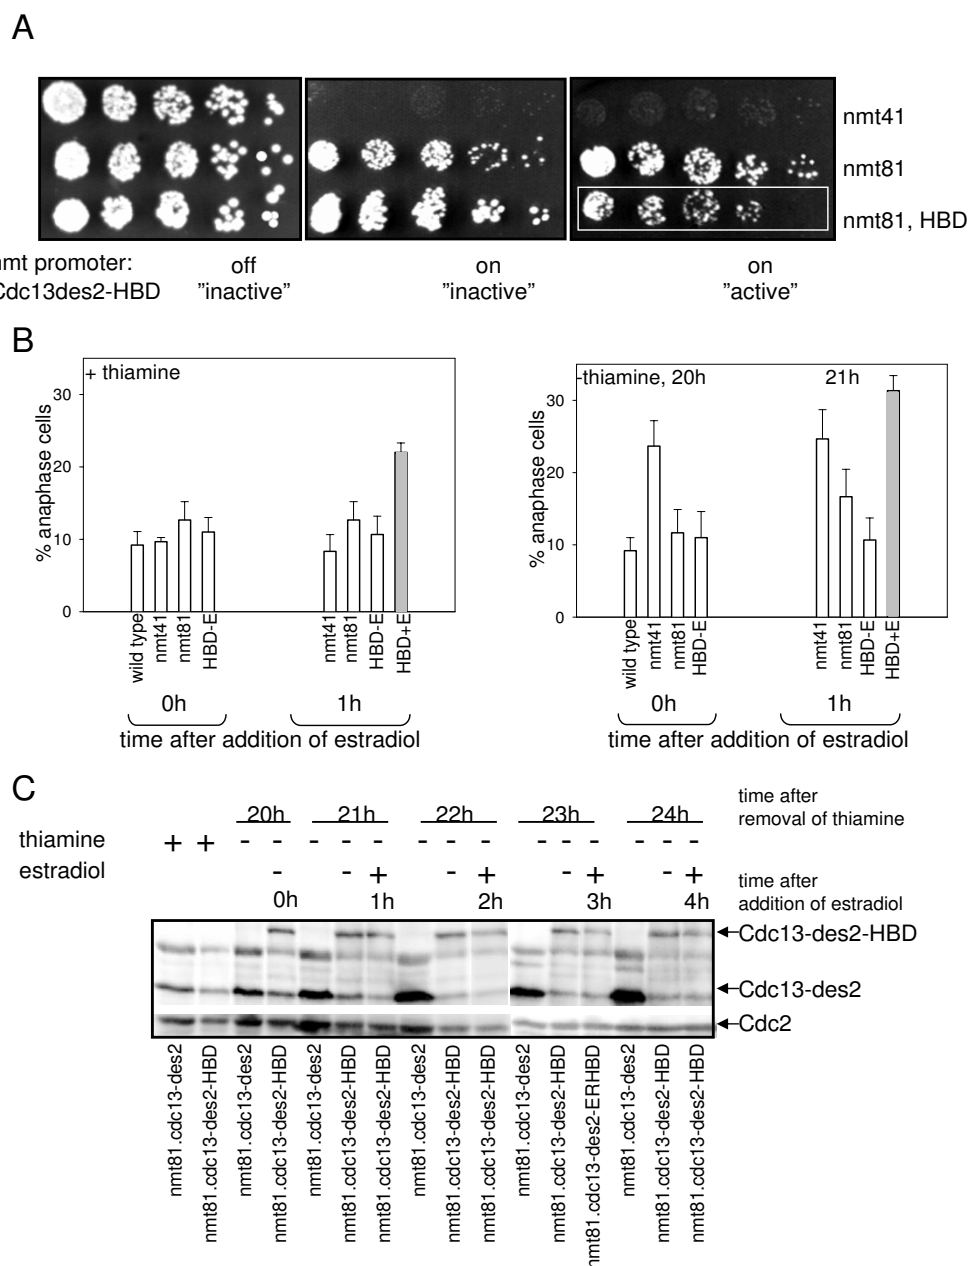 A
nmt41
nmt81
nmt81, HBD
nmt promoter:
off
on
on
Cdc13des2-HBD
”inactive”
”inactive”
”active”
B
+ thiamine
% anaphase cells
30
20
10
0
wild type
nmt41
nmt81
HBD-E
nmt41
nmt81
HBD-E
HBD+E
0h
1h
time after addition of estradiol
-thiamine, 20h
21h
% anaphase cells
30
20
10
0
wild type
nmt41
nmt81
HBD-E
nmt41
nmt81
HBD-E
HBD+E
0h
1h
time after addition of estradiol
C
20h 21h 22h 23h 24h
time after
removal of thiamine
thiamine + + - - - - - - - - - - - - - -
estradiol - - + - + - + - +
0h 1h 2h 3h 4h
time after
addition of estradiol
Cdc13-des2-HBD
Cdc13-des2
Cdc2
nmt81.cdc13-des2
nmt81.cdc13-des2-HBD
nmt81.cdc13-des2
nmt81.cdc13-des2-HBD
nmt81.cdc13-des2
nmt81.cdc13-des2-HBD
nmt81.cdc13-des2-HBD
nmt81.cdc13-des2
nmt81.cdc13-des2-HBD
nmt81.cdc13-des2-HBD
nmt81.cdc13-des2
nmt81.cdc13-des2-HBD
nmt81.cdc13-des2-ERHBD
nmt81.cdc13-des2
nmt81.cdc13-des2-HBD
nmt81.cdc13-des2-HBD